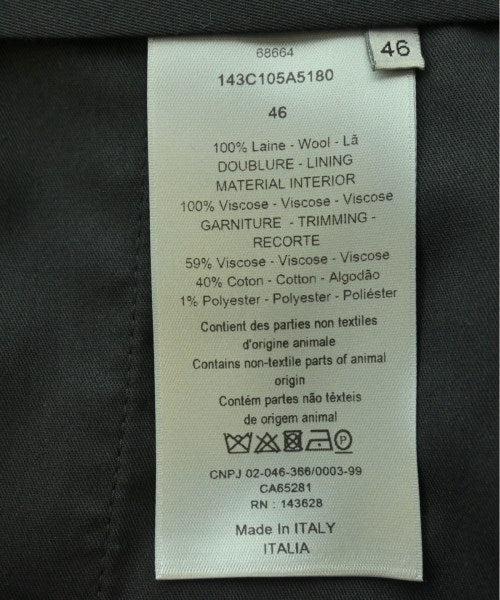 68664
46
143C105A5180
46
100% Laine - Wool - Lã
DOUBLURE - LINING
MATERIAL INTERIOR
100% Viscose - Viscose - Viscose
GARNITURE - TRIMMING -
RECORTE
59% Viscose - Viscose - Viscose
40% Coton - Cotton - Algodão
1% Polyester - Polyester - Poliéster
Contient des parties non textiles
d'origine animale
Contains non-textile parts of animal
origin
Contém partes não têxteis
de origem animal
P
CNPJ 02-046-366/0003-99
CA65281
RN : 143628
Made In ITALY
ITALIA